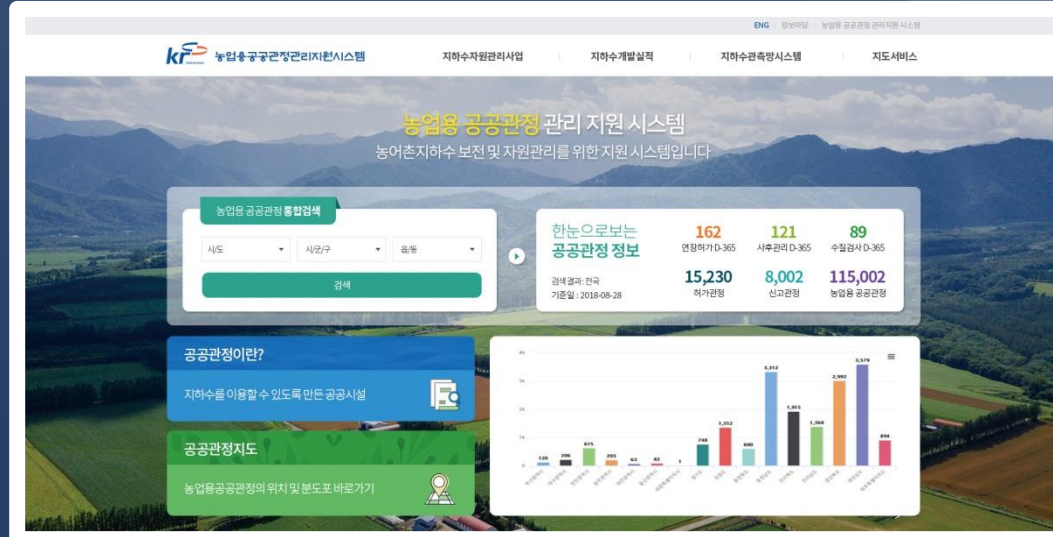 ENG 정보마당 농업용 공공관정 관리지원 시스템
kr 농업용공공관정관리지원시스템
지하수자원관리사업 지하수개발실적 지하수관측망시스템 지도서비스
농업용 공공관정 관리 지원 시스템
농어촌지하수 보전 및 자원관리를 위한 지원 시스템입니다
농업용 공공관정 통합검색
시/도 시/군/구 읍/동
검색
한눈으로보는
공공관정 정보
검색결과 : 전국
기준일 : 2018-08-28
162 121 89
연장허가 D-365 사후관리 D-365 수질검사 D-365
15,230 8,002 115,002
허가관정 신고관정 농업용 공공관정
공공관정이란?
지하수를 이용할 수 있도록 만든 공공시설
공공관정지도
농업용공공관정의 위치 및 분도포 바로가기
4k
3k
2k
1k
0
120 206 615 203 63 82 1 748 1,352 600 3,312 1,915 1,368 2,992 3,579 894